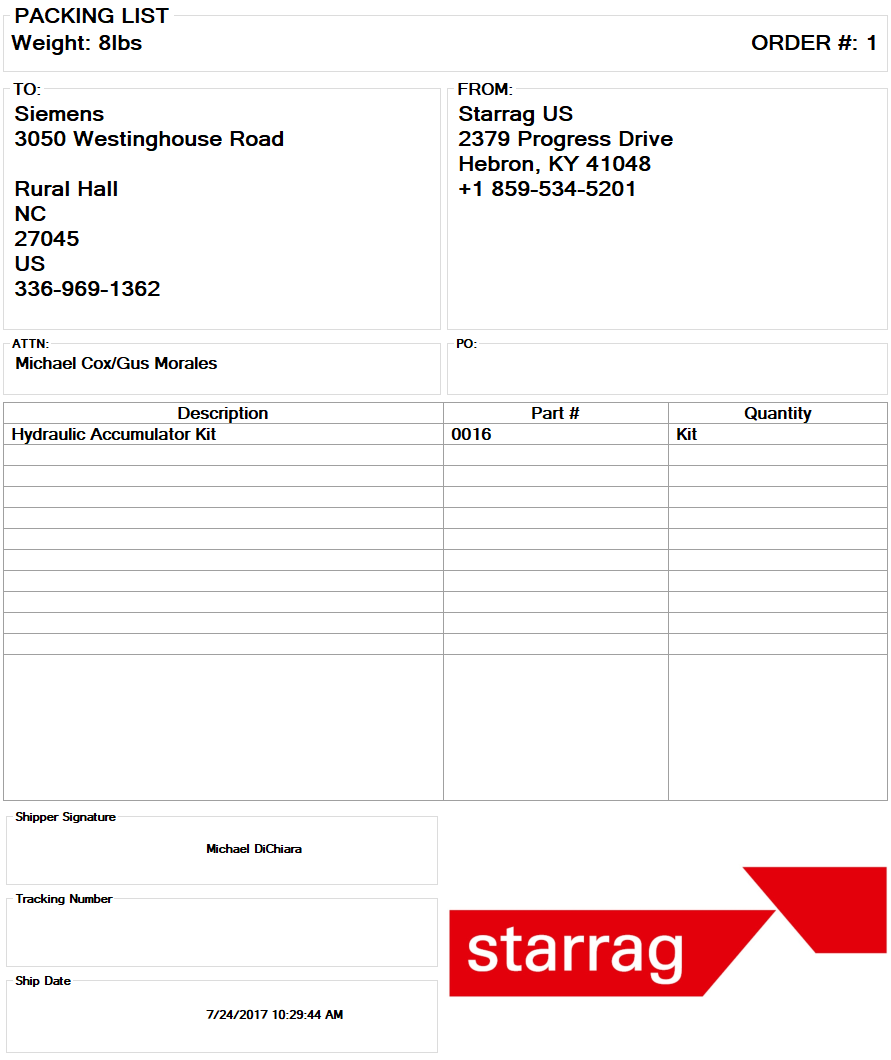 PACKING LIST
Weight: 8lbs
ORDER #: 1
TO:
Siemens
3050 Westinghouse Road
Rural Hall
NC
27045
US
336-969-1362
FROM:
Starrag US
2379 Progress Drive
Hebron, KY 41048
+1 859-534-5201
ATTN:
Michael Cox/Gus Morales
PO:
Description Part # Quantity
Hydraulic Accumulator Kit 0016 Kit
Shipper Signature
Michael DiChiara
Tracking Number
Ship Date
7/24/2017 10:29:44 AM
starrag